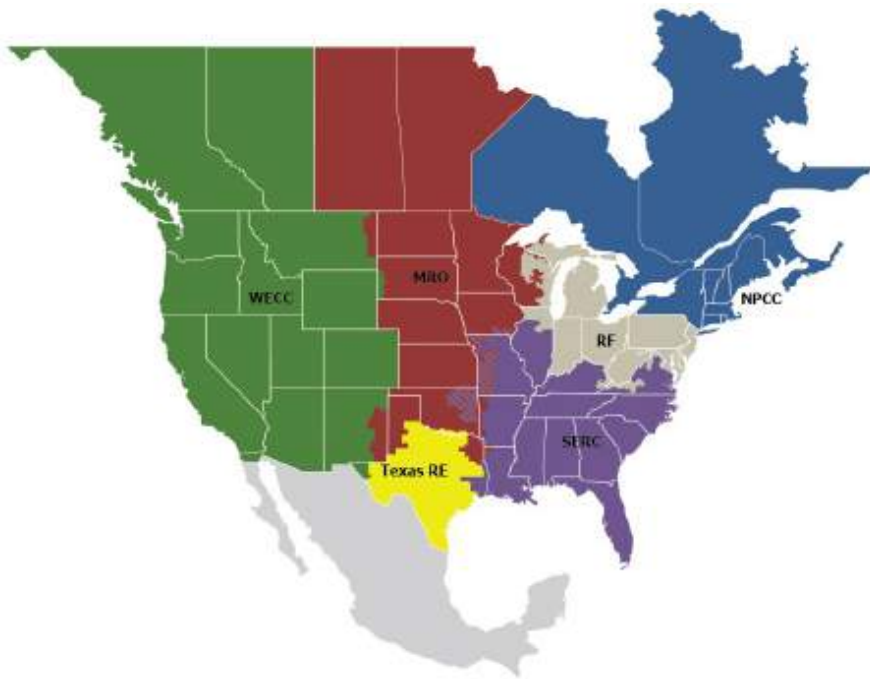 MRO
WECC
NPCC
RF
SERC
Texas RE